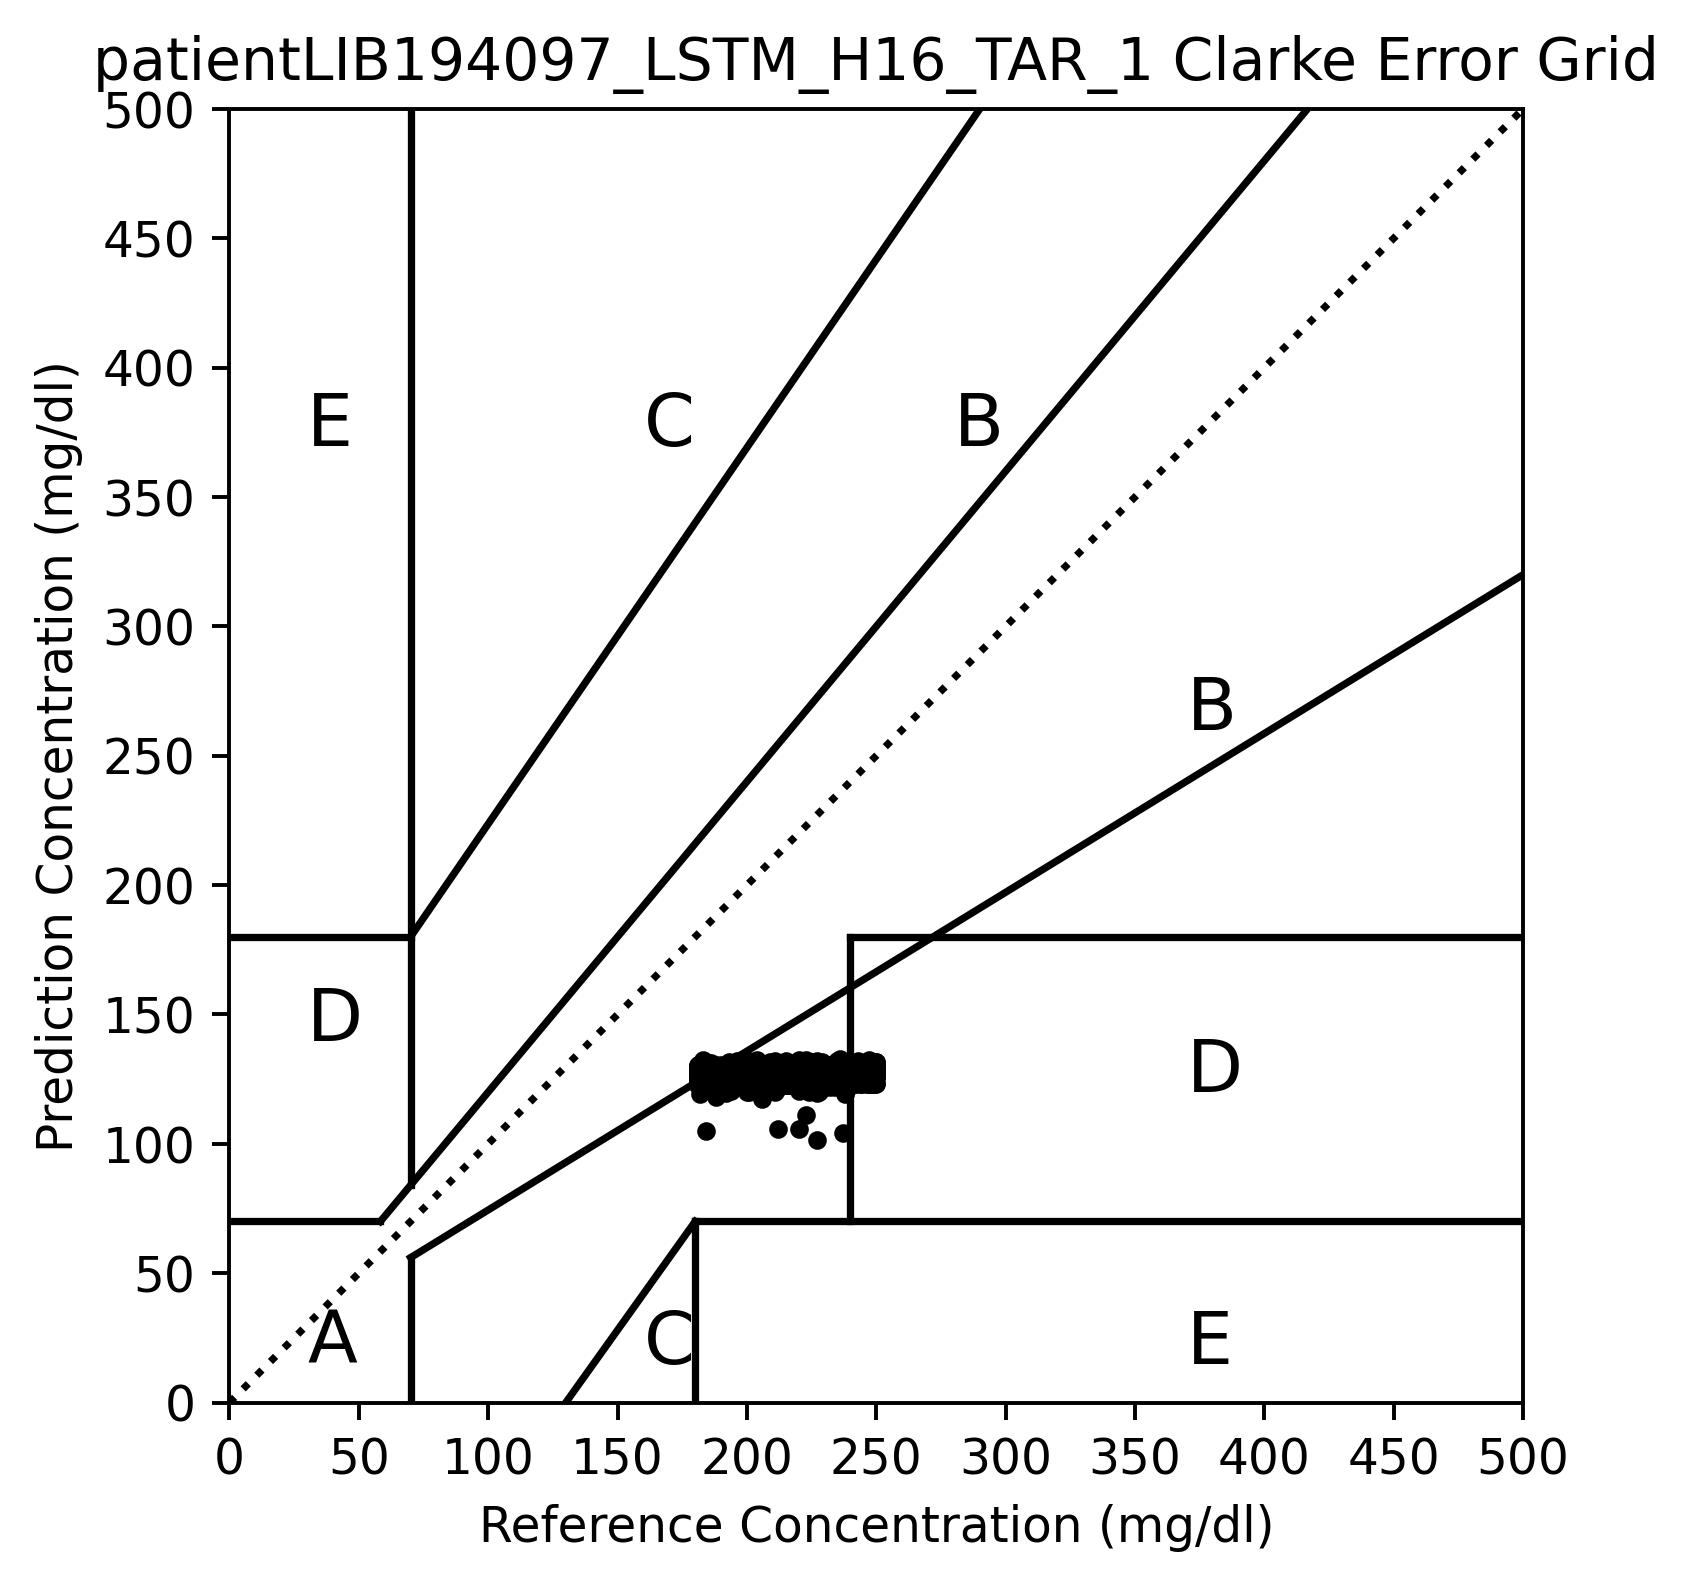 patientLIB194097_LSTM_H16_TAR_1 Clarke Error Grid
500
450
400
350
300
250
200
150
100
50
0
Prediction Concentration (mg/dl)
E
C
B
B
D
D
A
C
E
0 50 100 150 200 250 300 350 400 450 500
Reference Concentration (mg/dl)